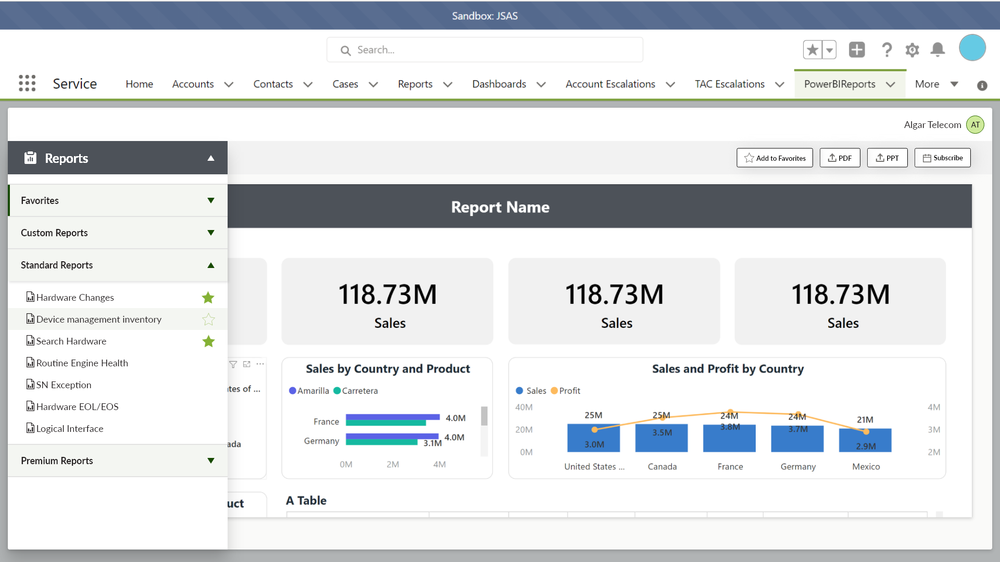 Sandbox: JSAS
Search...
Service
Home
Accounts
Contacts
Cases
Reports
Dashboards
Account Escalations
TAC Escalations
PowerBIReports
More
Algar Telecom
AT
Reports
Add to Favorites
PDF
PPT
Subscribe
Favorites
Custom Reports
Standard Reports
Hardware Changes
Device management inventory
Search Hardware
Routine Engine Health
SN Exception
Hardware EOL/EOS
Logical Interface
Premium Reports
Report Name
118.73M
Sales
118.73M
Sales
118.73M
Sales
tes of ...
ada
uct
Sales by Country and Product
Amarilla
Carretera
France
4.0M
Germany
4.0M
3.1M
0M
2M
4M
Sales and Profit by Country
Sales
Profit
40M
20M
0M
4M
3M
2M
25M
25M
24M
24M
21M
3.0M
3.5M
3.8M
3.7M
2.9M
United States ...
Canada
France
Germany
Mexico
A Table